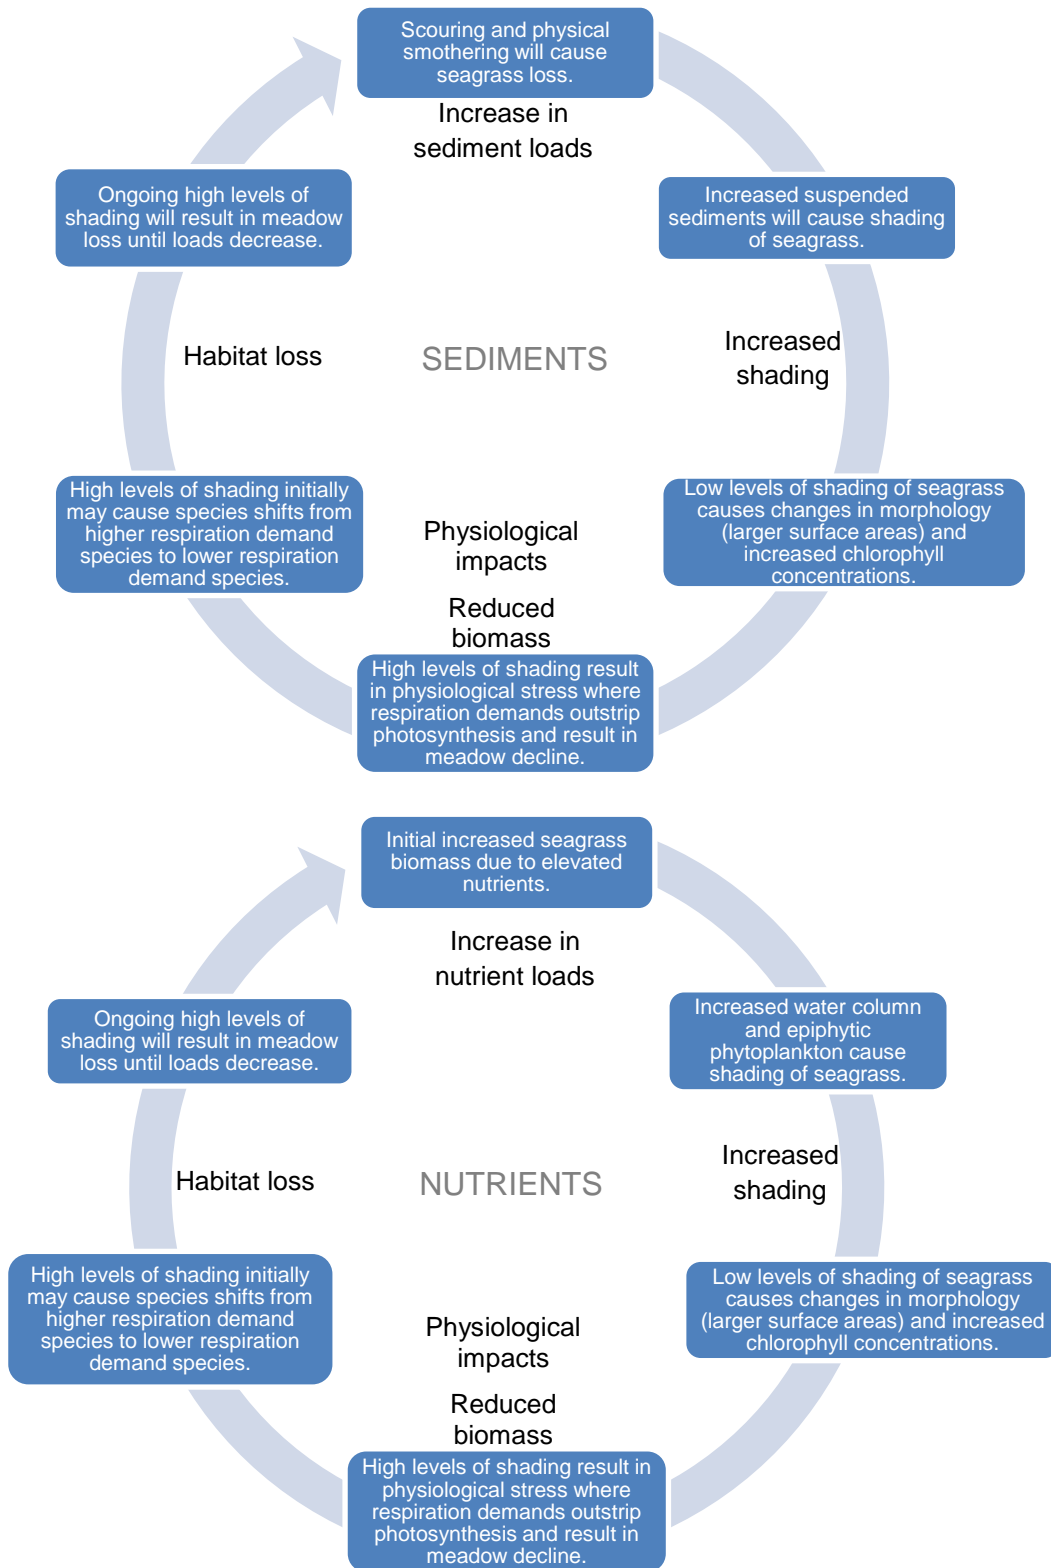 Scouring and physical
smothering will cause
seagrass loss.
Increase in
sediment loads
Increased suspended
sediments will cause shading
of seagrass.
Increased
shading
Low levels of shading of seagrass
causes changes in morphology
(larger surface areas) and
increased chlorophyll
concentrations.
Physiological
impacts
Reduced
biomass
High levels of shading result
in physiological stress where
respiration demands outstrip
photosynthesis and result in
meadow decline.
High levels of shading initially
may cause species shifts from
higher respiration demand
species to lower respiration
demand species.
Habitat loss
Ongoing high levels of
shading will result in meadow
loss until loads decrease.
SEDIMENTS
Initial increased seagrass
biomass due to elevated
nutrients.
Increase in
nutrient loads
Increased water column
and epiphytic
phytoplankton cause
shading of seagrass.
Increased
shading
Low levels of shading of seagrass
causes changes in morphology
(larger surface areas) and increased
chlorophyll concentrations.
Physiological
impacts
Reduced
biomass
High levels of shading result in
physiological stress where
respiration demands outstrip
photosynthesis and result in
meadow decline.
High levels of shading initially
may cause species shifts from
higher respiration demand
species to lower respiration
demand species.
Habitat loss
Ongoing high levels of
shading will result in meadow
loss until loads decrease.
NUTRIENTS